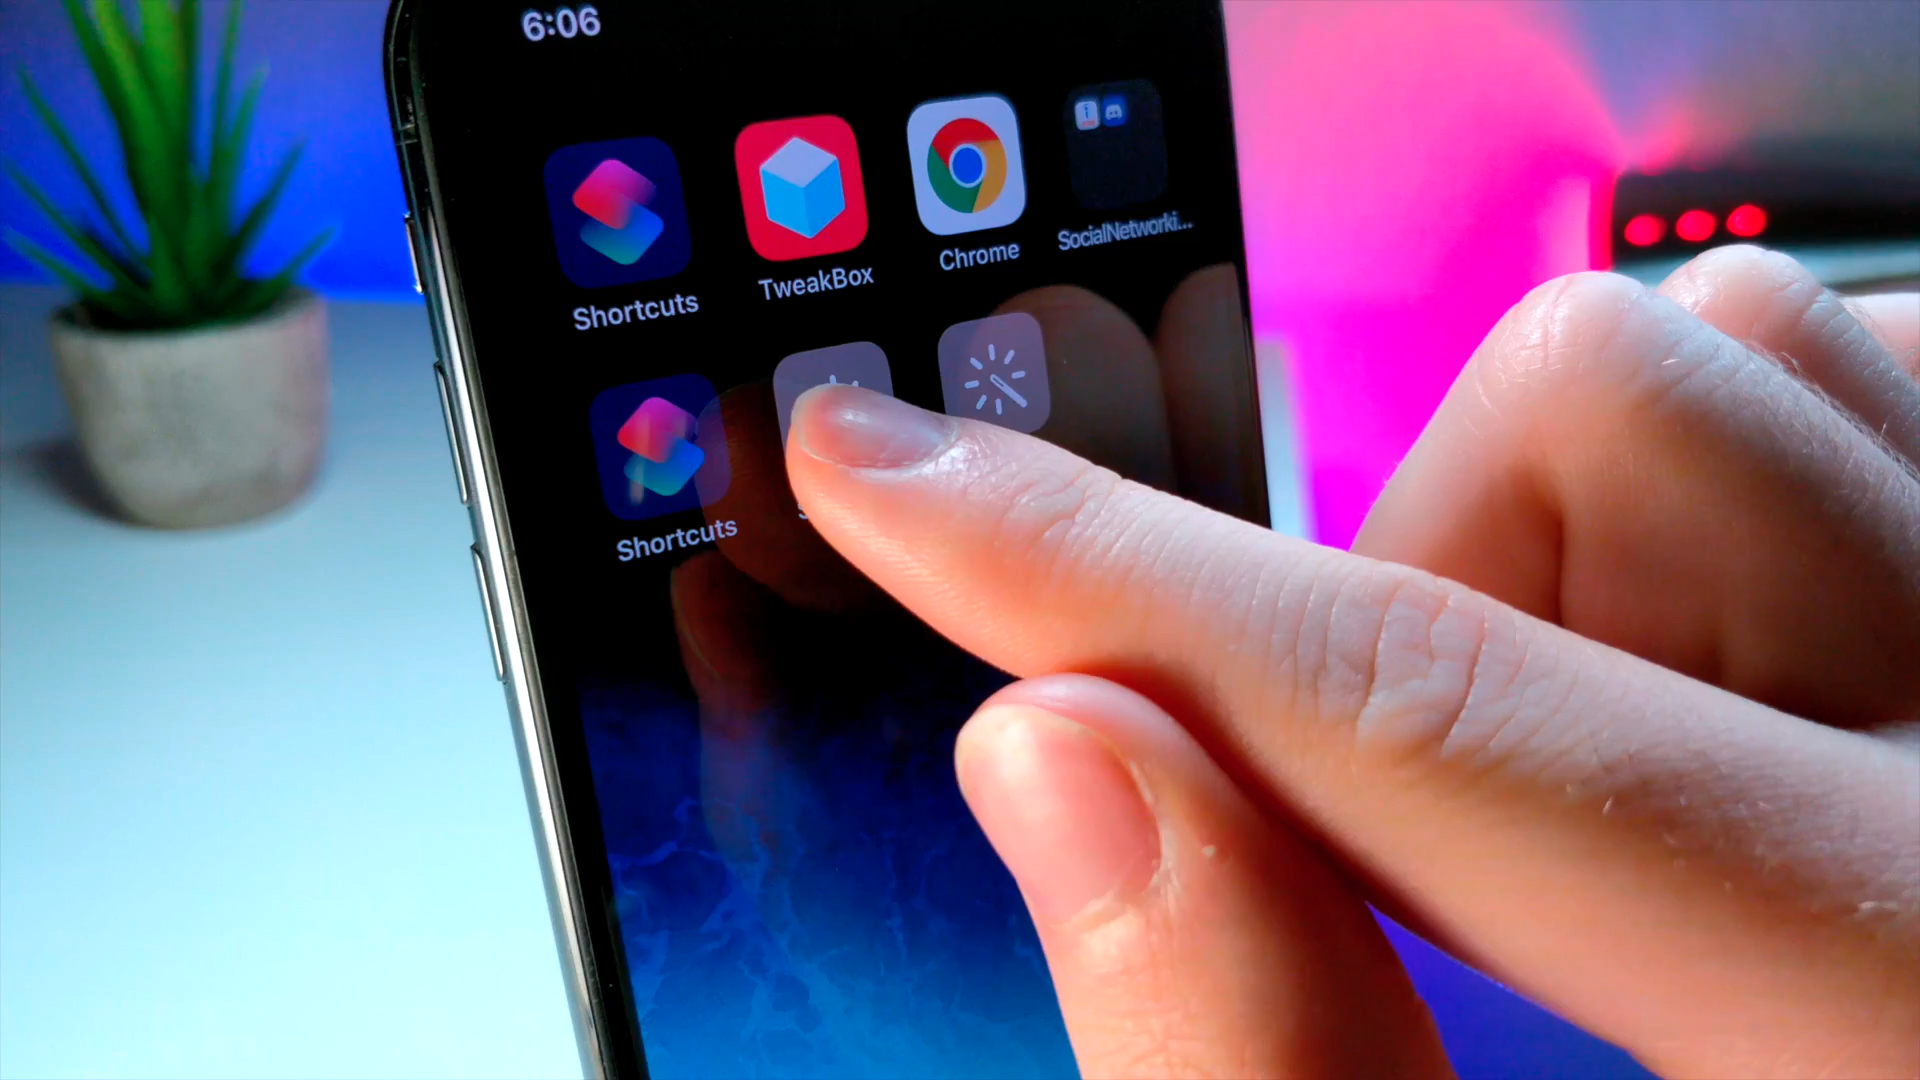 6:06
Shortcuts
TweakBox
Chrome
SocialNetworki...
Shortcuts